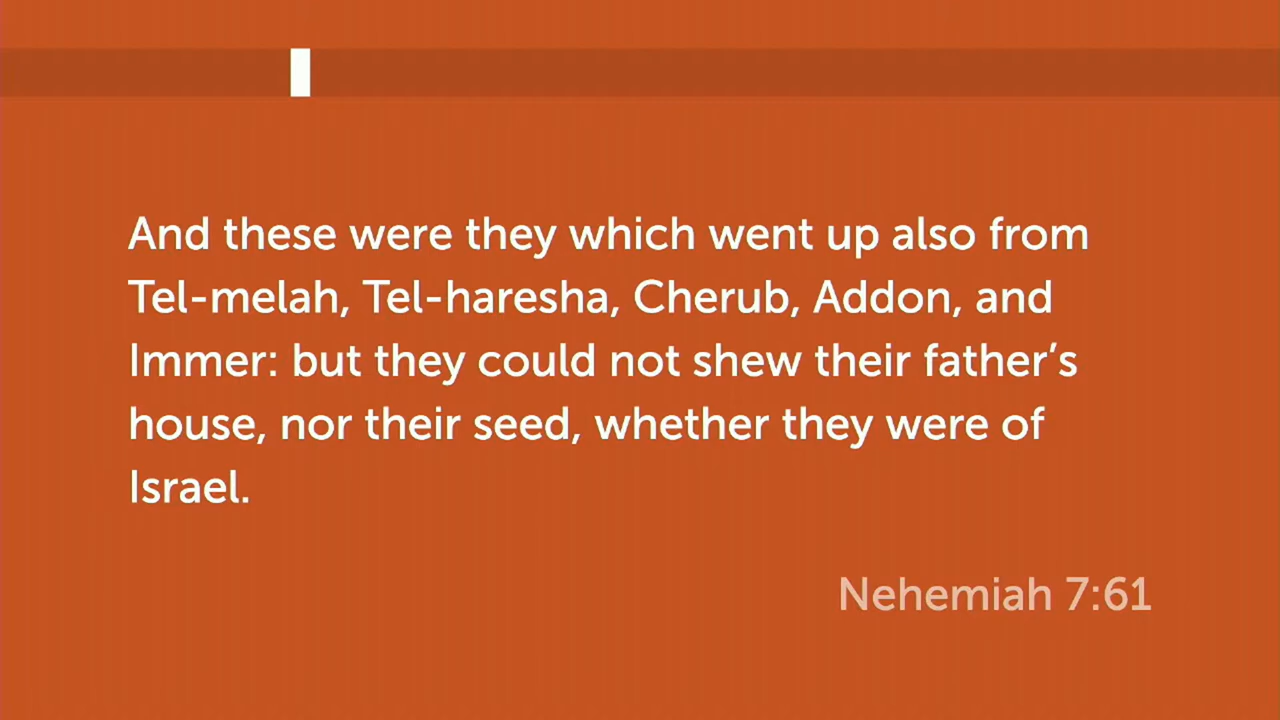 And these were they which went up also from
Tel-melah, Tel-haresha, Cherub, Addon, and
Immer: but they could not shew their father’s
house, nor their seed, whether they were of
Israel.
Nehemiah 7:61